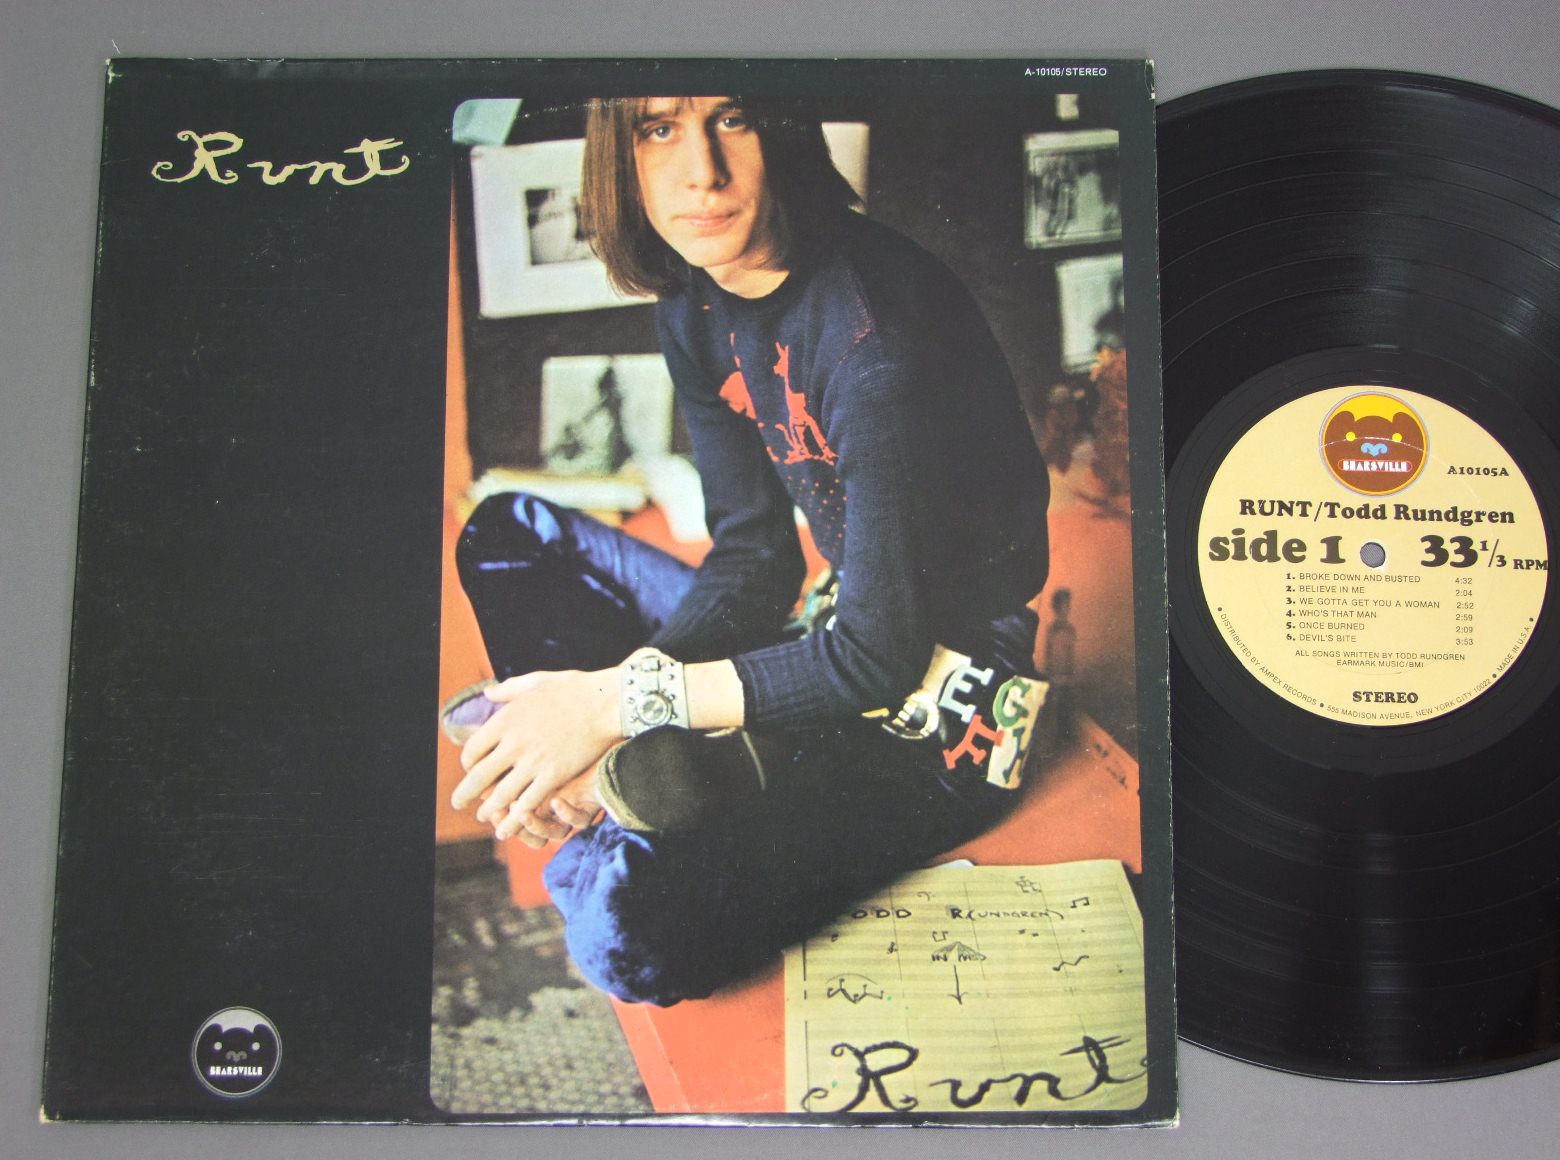 A-10105/STEREO
Runt
BEARSVILLE
TODD R(UNDGREN)
Runt
BEARSVILLE
A10105A
RUNT/Todd Rundgren
side 1 33 1/3 RPM
1. BROKE DOWN AND BUSTED 4:32
2. BELIEVE IN ME 2:04
3. WE GOTTA GET YOU A WOMAN 2:52
4. WHO'S THAT MAN 2:59
5. ONCE BURNED 2:09
6. DEVIL'S BITE 3:53
ALL SONGS WRITTEN BY TODD RUNDGREN
EARMARK MUSIC/BMI
STEREO
• DISTRIBUTED BY AMPEX RECORDS • 555 MADISON AVENUE, NEW YORK CITY 10022 • MADE IN U.S.A. •